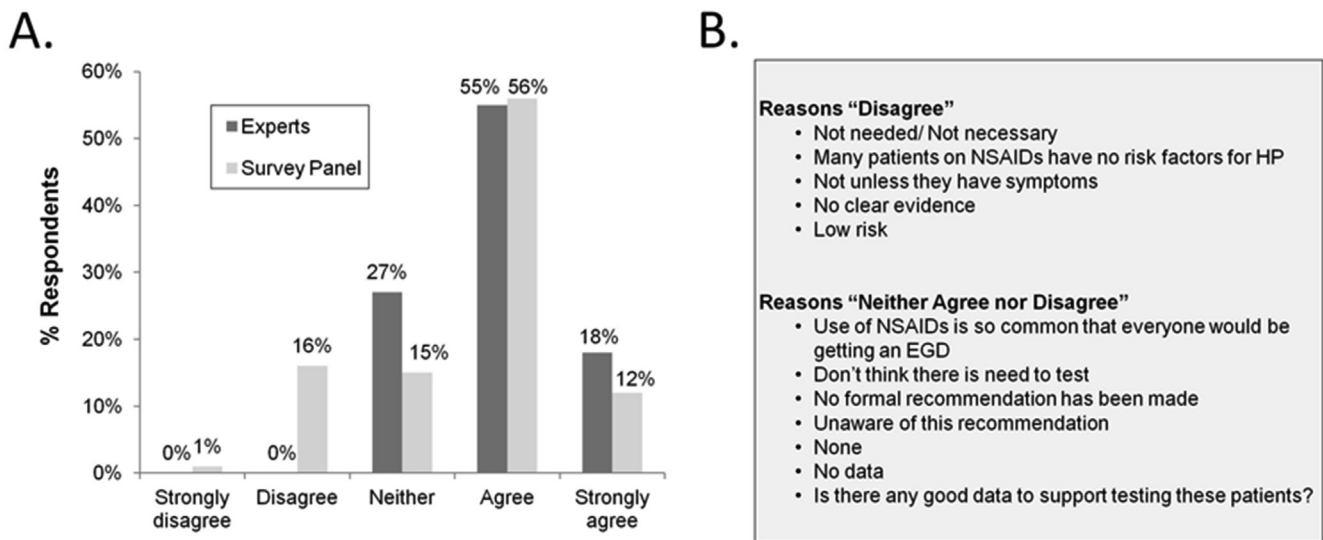 A.
60%
50%
40%
30%
20%
10%
0%
% Respondents
Experts
Survey Panel
0%
1%
0%
16%
27%
15%
55%
56%
18%
12%
Strongly
disagree
Disagree
Neither
Agree
Strongly
agree
B.
Reasons “Disagree”
• Not needed/ Not necessary
• Many patients on NSAIDs have no risk factors for HP
• Not unless they have symptoms
• No clear evidence
• Low risk
Reasons “Neither Agree nor Disagree”
• Use of NSAIDs is so common that everyone would be
getting an EGD
• Don’t think there is need to test
• No formal recommendation has been made
• Unaware of this recommendation
• None
• No data
• Is there any good data to support testing these patients?